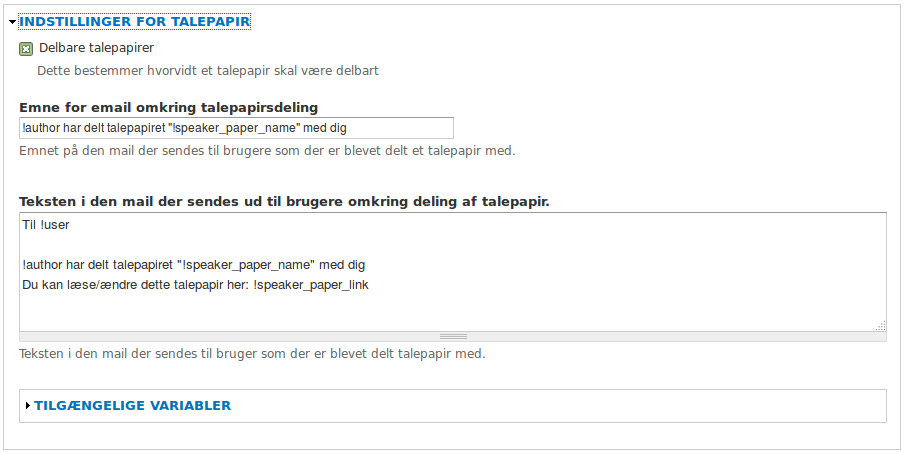 INDSTILLINGER FOR TALEPAPIR
Delbare talepapirer
Dette bestemmer hvorvidt et talepapir skal være delbart
Emne for email omkring talepapirsdeling
!author har delt talepapiret "!speaker_paper_name" med dig
Emnet på den mail der sendes til brugere som der er blevet delt et talepapir med.
Teksten i den mail der sendes ud til brugere omkring deling af talepapir.
Til !user
!author har delt talepapiret "!speaker_paper_name" med dig
Du kan læse/ændre dette talepapir her: !speaker_paper_link
Teksten i den mail der sendes til bruger som der er blevet delt talepapir med.
TILGÆNGELIGE VARIABLER